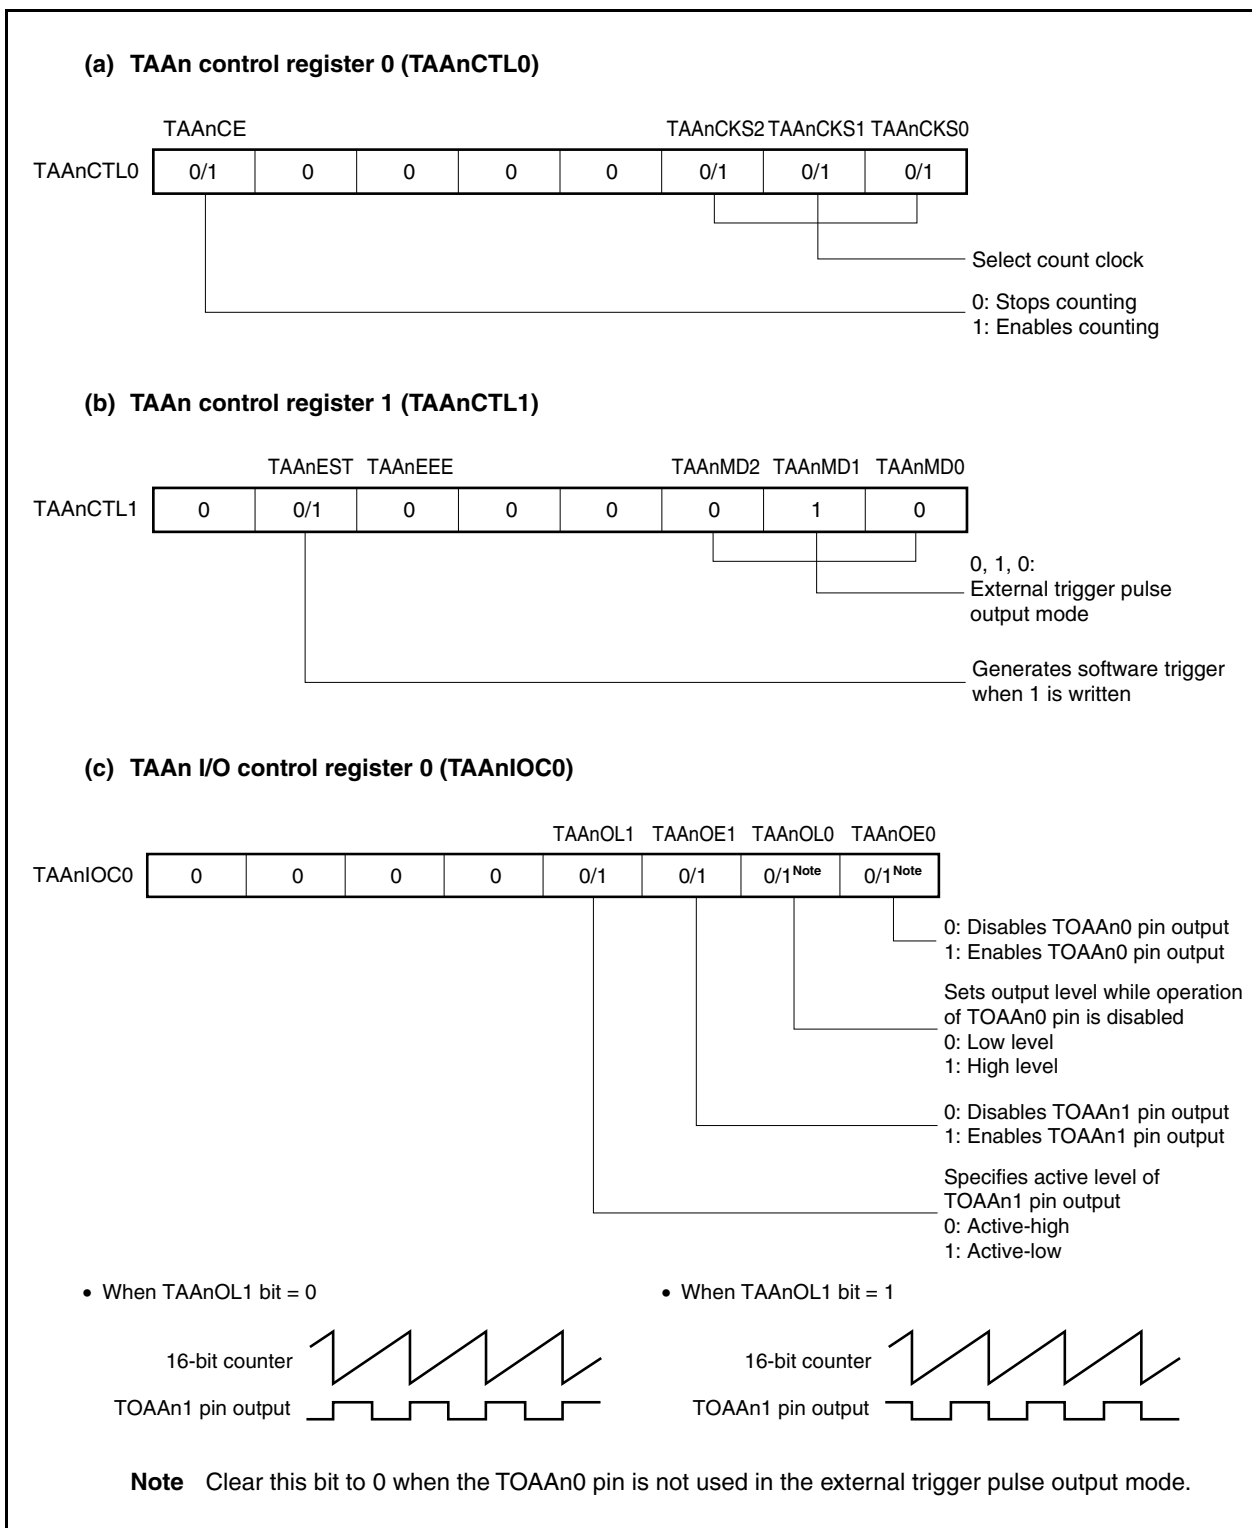 (a) TAAn control register 0 (TAAnCTL0)
TAAnCE TAAnCKS2 TAAnCKS1 TAAnCKS0
TAAnCTL0 0/1 0 0 0 0 0/1 0/1 0/1
Select count clock
0: Stops counting
1: Enables counting
(b) TAAn control register 1 (TAAnCTL1)
TAAnEST TAAnEEE TAAnMD2 TAAnMD1 TAAnMD0
TAAnCTL1 0 0/1 0 0 0 0 1 0
0, 1, 0:
External trigger pulse
output mode
Generates software trigger
when 1 is written
(c) TAAn I/O control register 0 (TAAnIOC0)
TAAnOL1 TAAnOE1 TAAnOL0 TAAnOE0
TAAnIOC0 0 0 0 0 0/1 0/1 0/1Note 0/1Note
0: Disables TOAAn0 pin output
1: Enables TOAAn0 pin output
Sets output level while operation
of TOAAn0 pin is disabled
0: Low level
1: High level
0: Disables TOAAn1 pin output
1: Enables TOAAn1 pin output
Specifies active level of
TOAAn1 pin output
0: Active-high
1: Active-low
• When TAAnOL1 bit = 0 • When TAAnOL1 bit = 1
16-bit counter 16-bit counter
TOAAn1 pin output TOAAn1 pin output
Note Clear this bit to 0 when the TOAAn0 pin is not used in the external trigger pulse output mode.